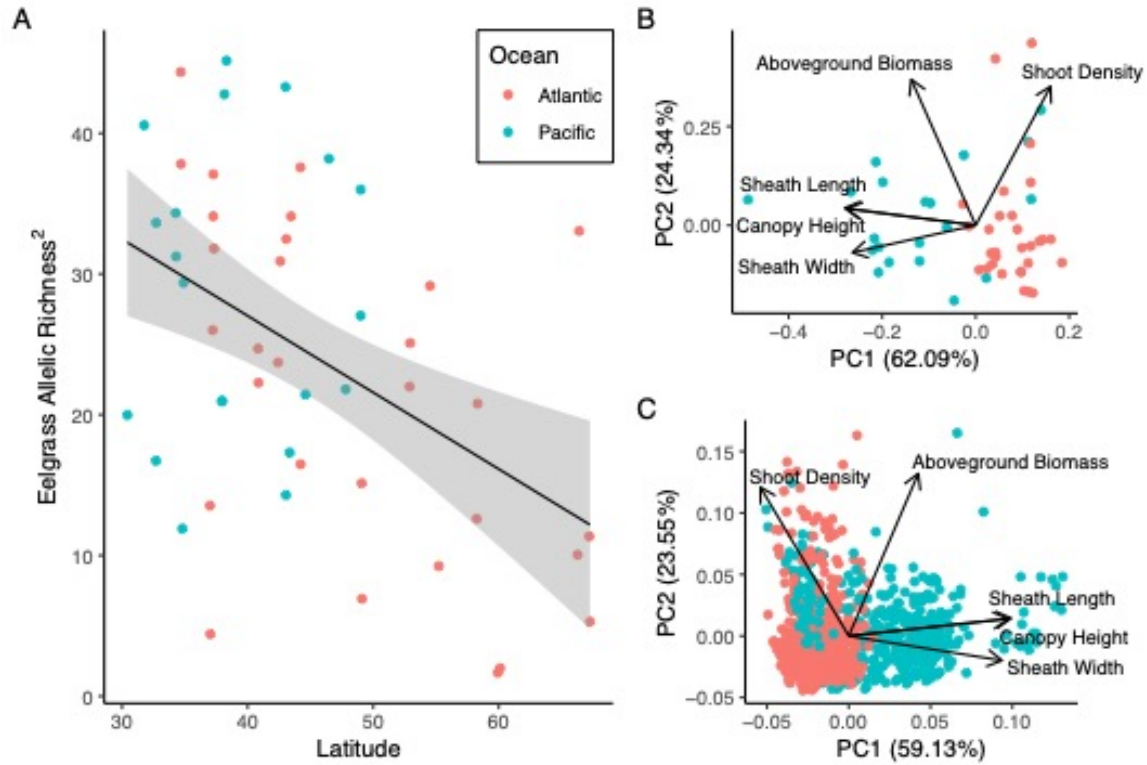 A
Eelgrass Allelic Richness²
40
30
20
10
0
30
40
50
60
Latitude
Ocean
Atlantic
Pacific
B
PC2 (24.34%)
0.25
0.00
Aboveground Biomass
Shoot Density
Sheath Length
Canopy Height
Sheath Width
−0.4
−0.2
0.0
0.2
PC1 (62.09%)
C
PC2 (23.55%)
0.15
0.10
0.05
0.00
−0.05
Aboveground Biomass
Shoot Density
Sheath Length
Canopy Height
Sheath Width
−0.05
0.00
0.05
0.10
PC1 (59.13%)